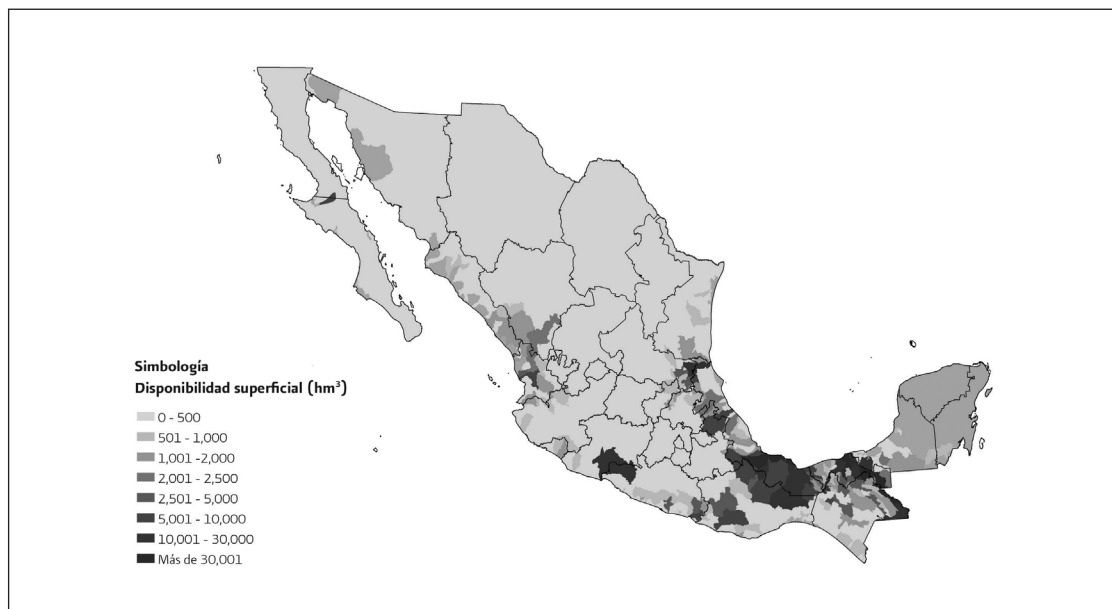 Simbología
Disponibilidad superficial (hm³)
0 - 500
501 - 1,000
1,001 -2,000
2,001 - 2,500
2,501 - 5,000
5,001 - 10,000
10,001 - 30,000
Más de 30,001